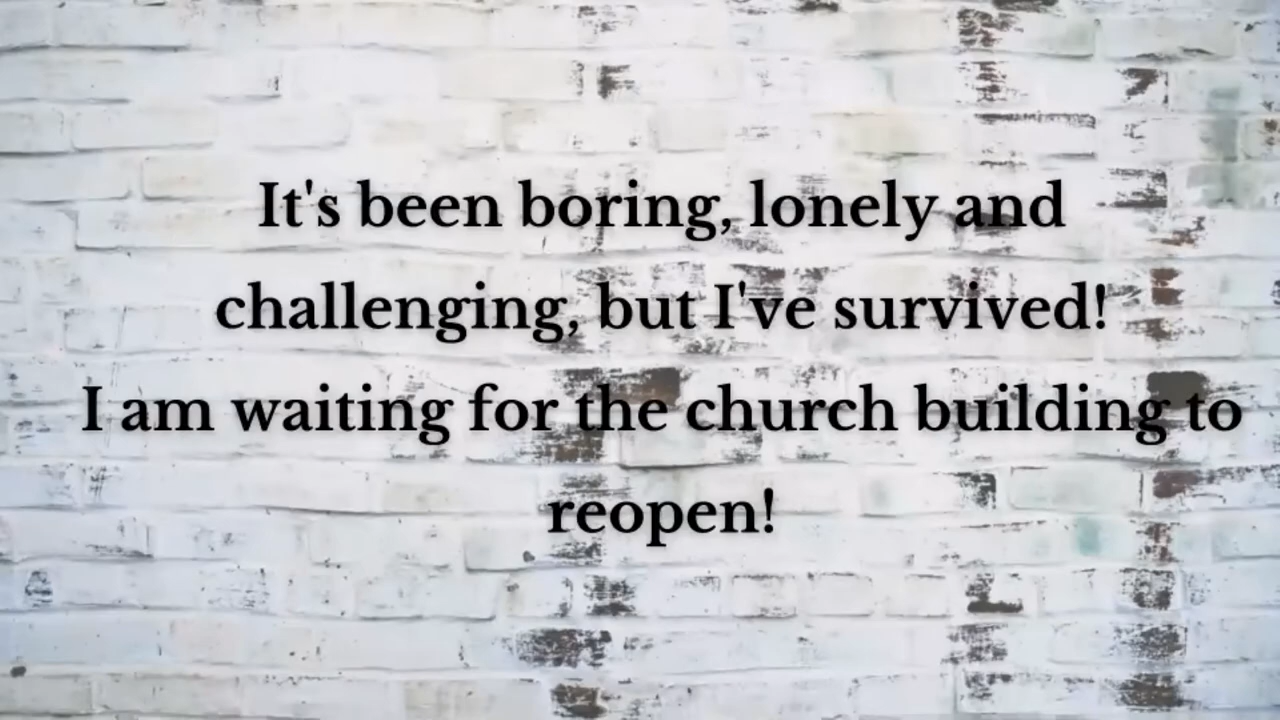 It's been boring, lonely and
challenging, but I've survived!
I am waiting for the church building to
reopen!